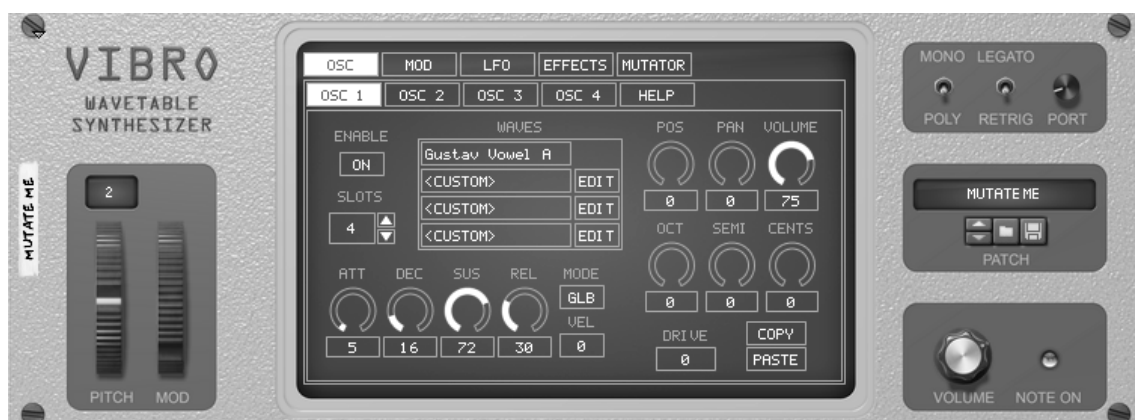 VIBRO
WAVETABLE
SYNTHESIZER
MUTATE ME
2
PITCH MOD
OSC MOD LFO EFFECTS MUTATOR
OSC 1 OSC 2 OSC 3 OSC 4 HELP
ENABLE
ON
SLOTS
4
WAVES
Gustav Vowel A
<CUSTOM> EDIT
<CUSTOM> EDIT
<CUSTOM> EDIT
POS PAN VOLUME
0 0 75
OCT SEMI CENTS
0 0 0
ATT DEC SUS REL
5 16 72 30
MODE
GLB
VEL
0
DRIVE
0
COPY
PASTE
MONO LEGATO
POLY RETRIG PORT
MUTATE ME
PATCH
VOLUME NOTE ON